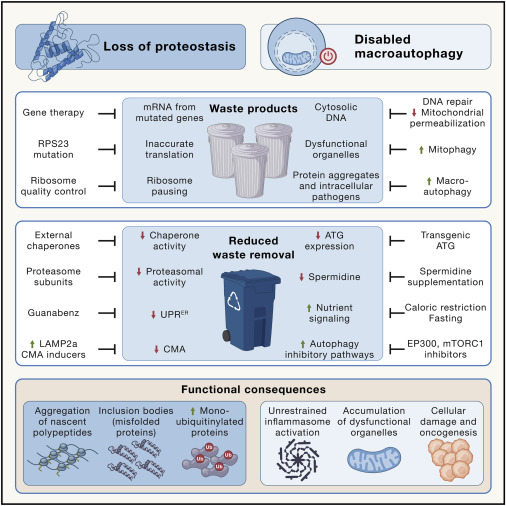 Loss of proteostasis
Disabled
macroautophagy
Waste products
Gene therapy
mRNA from
mutated genes
Cytosolic
DNA
DNA repair
↓ Mitochondrial
permeabilization
RPS23
mutation
Inaccurate
translation
Dysfunctional
organelles
↑ Mitophagy
Ribosome
quality control
Ribosome
pausing
Protein aggregates
and intracellular
pathogens
↑ Macro-
autophagy
Reduced
waste removal
External
chaperones
↓ Chaperone
activity
↓ ATG
expression
Transgenic
ATG
Proteasome
subunits
↓ Proteasomal
activity
↓ Spermidine
Spermidine
supplementation
Guanabenz
↓ UPRᴱᴿ
↑ Nutrient
signaling
Caloric restriction
Fasting
↑ LAMP2a
CMA inducers
↓ CMA
↑ Autophagy
inhibitory pathways
EP300, mTORC1
inhibitors
Functional consequences
Aggregation
of nascent
polypeptides
Inclusion bodies
(misfolded
proteins)
↑ Mono-
ubiquitinylated
proteins
Ub
Ub
Ub
Ub
Unrestrained
inflammasome
activation
Accumulation
of dysfunctional
organelles
Cellular
damage and
oncogenesis